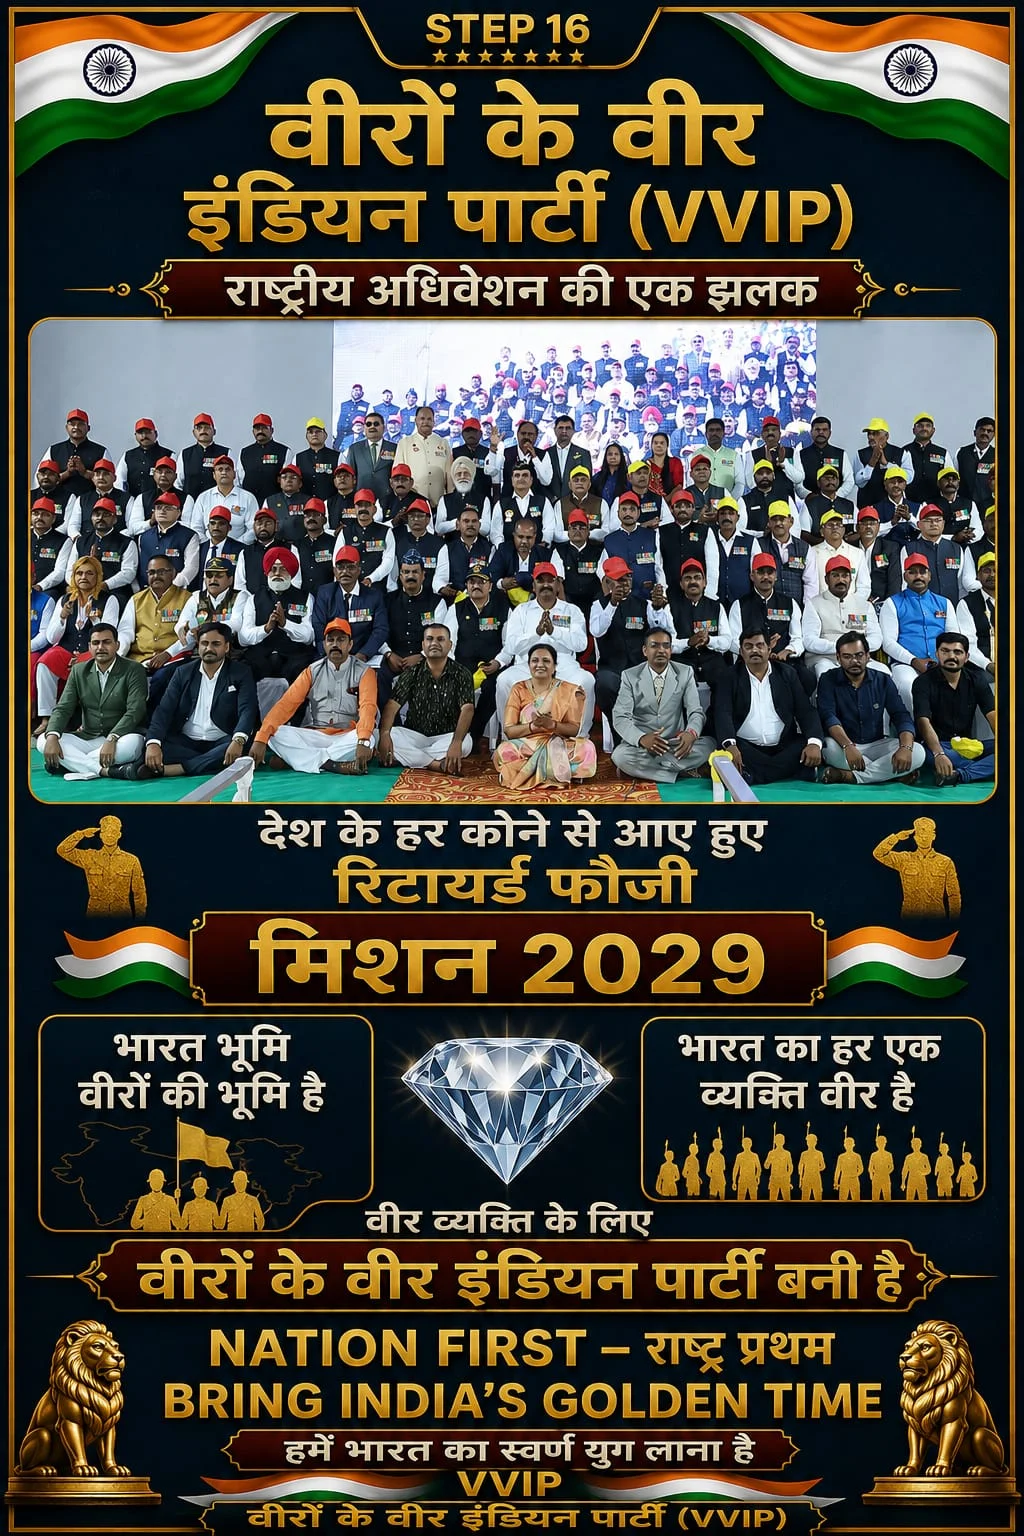 STEP 16
वीरों के वीर
इंडियन पार्टी (VVIP)
राष्ट्रीय अधिवेशन की एक झलक
देश के हर कोने से आए हुए
रिटायर्ड फौजी
मिशन 2029
भारत भूमि
वीरों की भूमि है
भारत का हर एक
व्यक्ति वीर है
वीर व्यक्ति के लिए
वीरों के वीर इंडियन पार्टी बनी है
NATION FIRST – राष्ट्र प्रथम
BRING INDIA'S GOLDEN TIME
हमें भारत का स्वर्ण युग लाना है
VVIP
वीरों के वीर इंडियन पार्टी (VVIP)